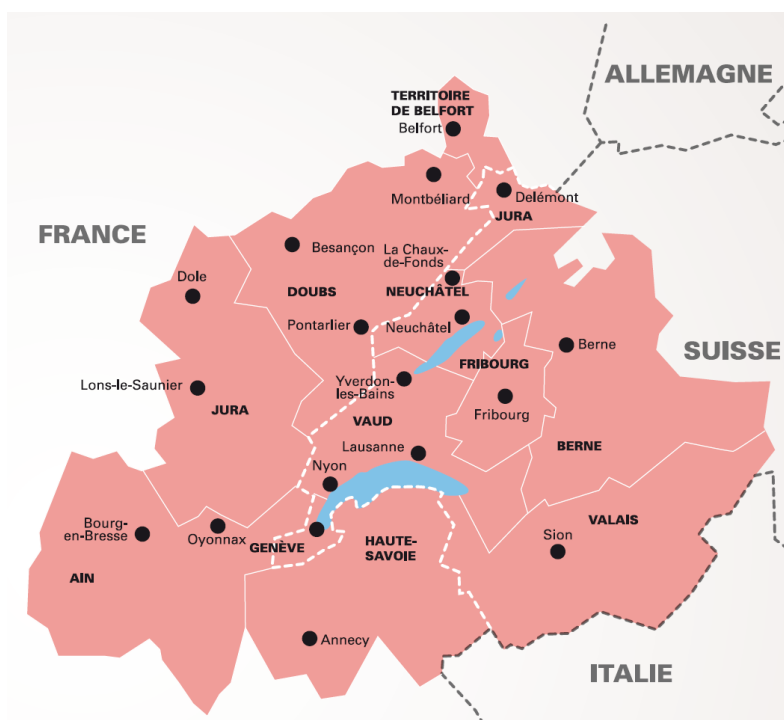 ALLEMAGNE
TERRITOIRE
DE BELFORT
Belfort
Montbéliard
Delémont
JURA
FRANCE
Besançon
La Chaux-
de-Fonds
Dole
DOUBS
NEUCHÂTEL
Pontarlier
Neuchâtel
Berne
SUISSE
FRIBOURG
Lons-le-Saunier
Yverdon-
les-Bains
JURA
VAUD
Fribourg
BERNE
Lausanne
Nyon
VALAIS
Bourg-
en-Bresse
Oyonnax
GENÈVE
HAUTE-
SAVOIE
Sion
AIN
Annecy
ITALIE